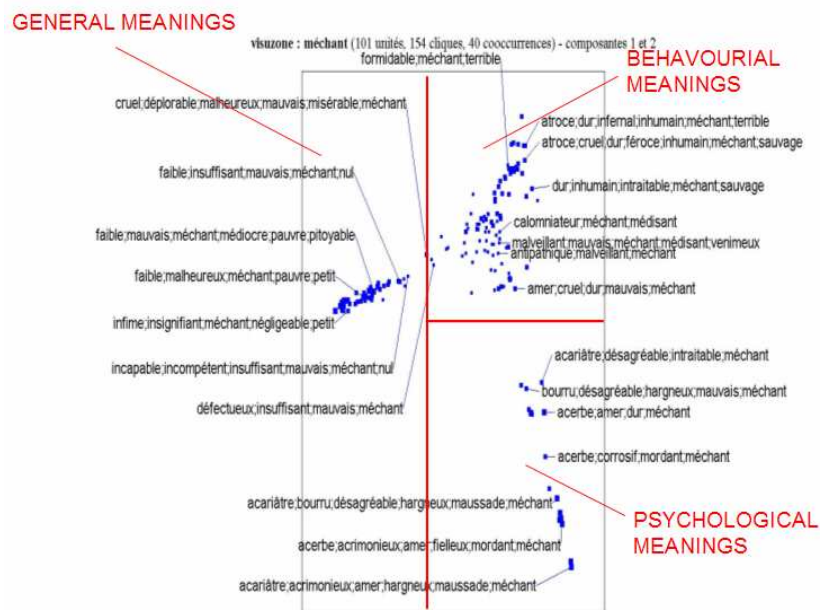 GENERAL MEANINGS
visuzone : méchant (101 unités, 154 cliques, 40 cooccurrences) - composantes 1 et 2
formidable;méchant;terrible
BEHAVOURIAL
MEANINGS
cruel;déplorable;malheureux;mauvais;misérable;méchant
atroce;dur;infernal;inhumain;méchant;terrible
atroce;cruel;dur;féroce;inhumain;méchant;sauvage
faible;insuffisant;mauvais;méchant;nul
dur;inhumain;intraitable;méchant;sauvage
calomniateur;méchant;médisant
faible;mauvais;méchant;médiocre;pauvre;pitoyable
malveillant;mauvais;méchant;médisant;venimeux
antipathique;malveillant;méchant
faible;malheureux;méchant;pauvre;petit
amer;cruel;dur;mauvais;méchant
infime;insignifiant;méchant;négligeable;petit
acariâtre;désagréable;intraitable;méchant
incapable;incompétent;insuffisant;mauvais;méchant;nul
bourru;désagréable;hargneux;mauvais;méchant
défectueux;insuffisant;mauvais;méchant
acerbe;amer;dur;méchant
acerbe;corrosif;mordant;méchant
acariâtre;bourru;désagréable;hargneux;maussade;méchant
PSYCHOLOGICAL
MEANINGS
acerbe;acrimonieux;amer;fielleux;mordant;méchant
acariâtre;acrimonieux;amer;hargneux;maussade;méchant